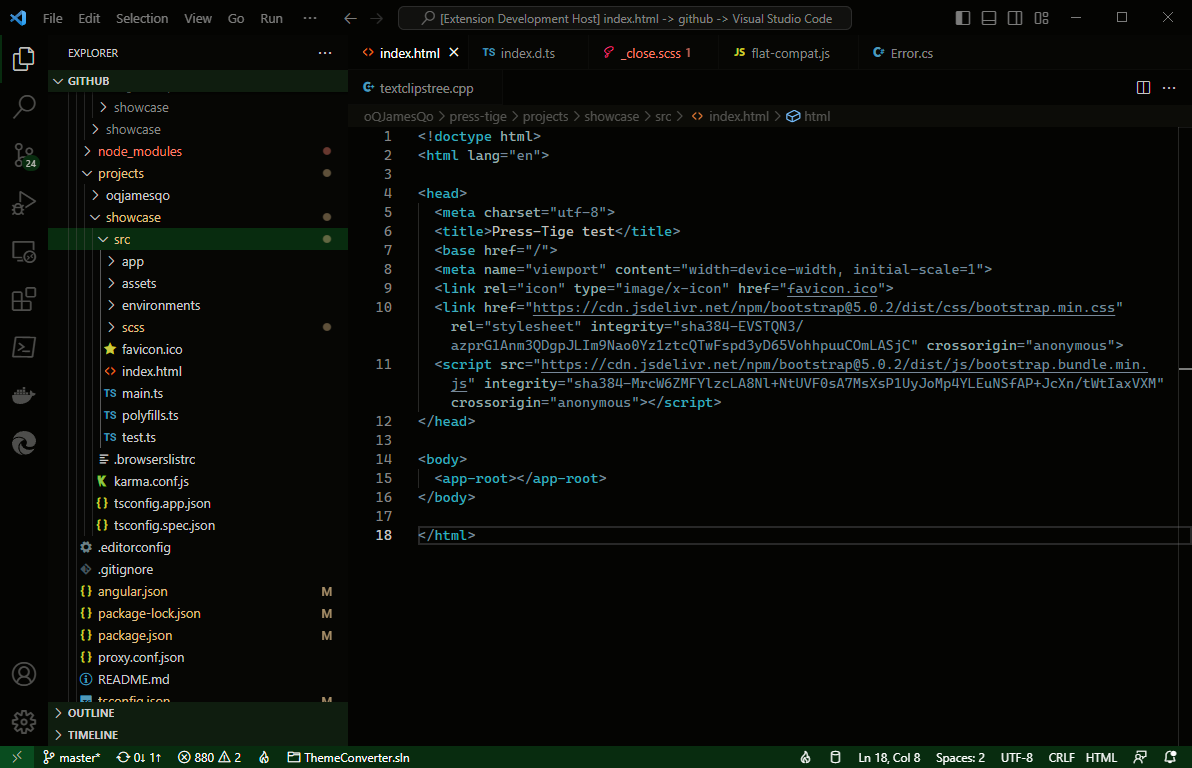 File Edit Selection View Go Run ··· [Extension Development Host] index.html -> github -> Visual Studio Code
EXPLORER ···
GITHUB
showcase
showcase
node_modules
projects
oqjamesqo
showcase
src
app
assets
environments
scss
favicon.ico
index.html
TS main.ts
TS polyfills.ts
TS test.ts
.browserslistrc
karma.conf.js
{} tsconfig.app.json
{} tsconfig.spec.json
.editorconfig
.gitignore
{} angular.json M
{} package-lock.json M
{} package.json M
{} proxy.conf.json
README.md
tsconfig.json M
OUTLINE
TIMELINE
24
<> index.html TS index.d.ts _close.scss 1 JS flat-compat.js Error.cs
textclipstree.cpp ···
oQJamesQo > press-tige > projects > showcase > src > <> index.html > html
1 <!doctype html>
2 <html lang="en">
3
4 <head>
5 <meta charset="utf-8">
6 <title>Press-Tige test</title>
7 <base href="/">
8 <meta name="viewport" content="width=device-width, initial-scale=1">
9 <link rel="icon" type="image/x-icon" href="favicon.ico">
10 <link href="https://cdn.jsdelivr.net/npm/bootstrap@5.0.2/dist/css/bootstrap.min.css"
rel="stylesheet" integrity="sha384-EVSTQN3/
azprG1Anm3QDgpJLIm9Nao0Yz1ztcQTwFspd3yD65VohhpuuCOmLASjC" crossorigin="anonymous">
11 <script src="https://cdn.jsdelivr.net/npm/bootstrap@5.0.2/dist/js/bootstrap.bundle.min.
js" integrity="sha384-MrcW6ZMFYlzcLA8Nl+NtUVF0sA7MsXsP1UyJoMp4YLEuNSfAP+JcXn/tWtIaxVXM"
crossorigin="anonymous"></script>
12 </head>
13
14 <body>
15 <app-root></app-root>
16 </body>
17
18 </html>
master* 0↓ 1↑ 880 2 ThemeConverter.sln Ln 18, Col 8 Spaces: 2 UTF-8 CRLF HTML